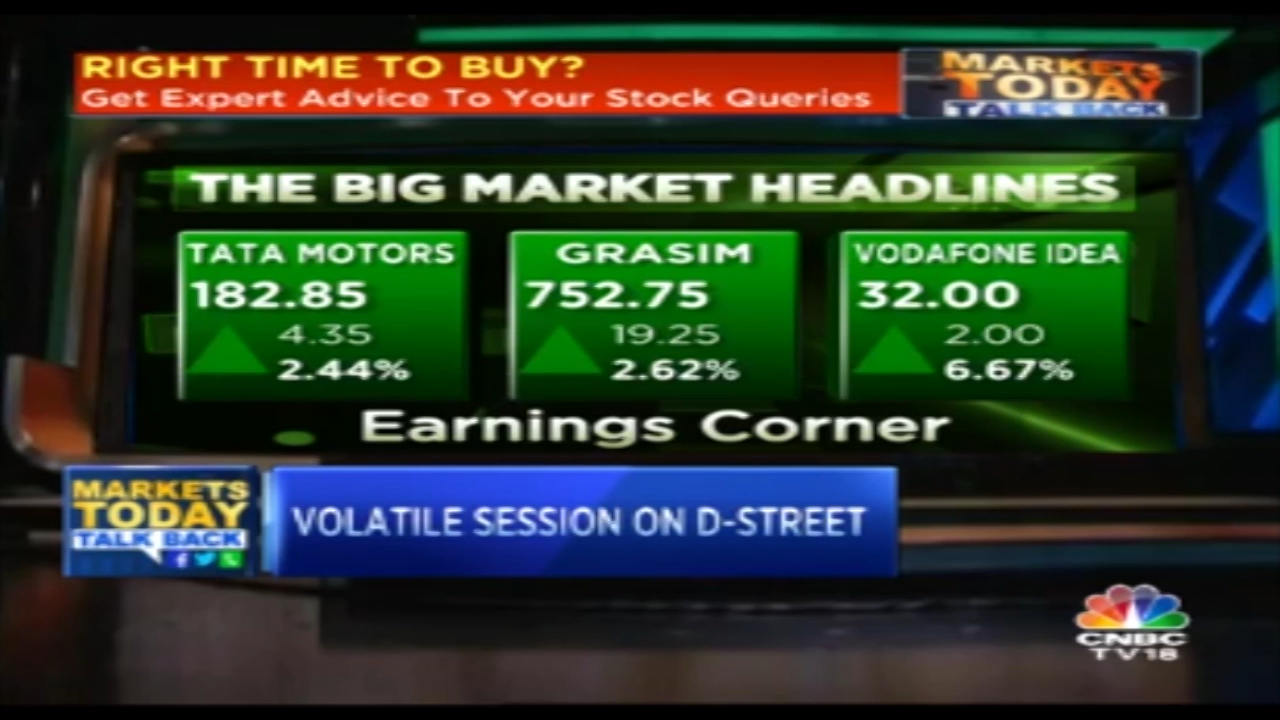 RIGHT TIME TO BUY?
Get Expert Advice To Your Stock Queries
MARKETS
TODAY
TALK BACK
THE BIG MARKET HEADLINES
TATA MOTORS
182.85
4.35
2.44%
GRASIM
752.75
19.25
2.62%
VODAFONE IDEA
32.00
2.00
6.67%
Earnings Corner
MARKETS
TODAY
TALK BACK
VOLATILE SESSION ON D-STREET
CNBC
TV18